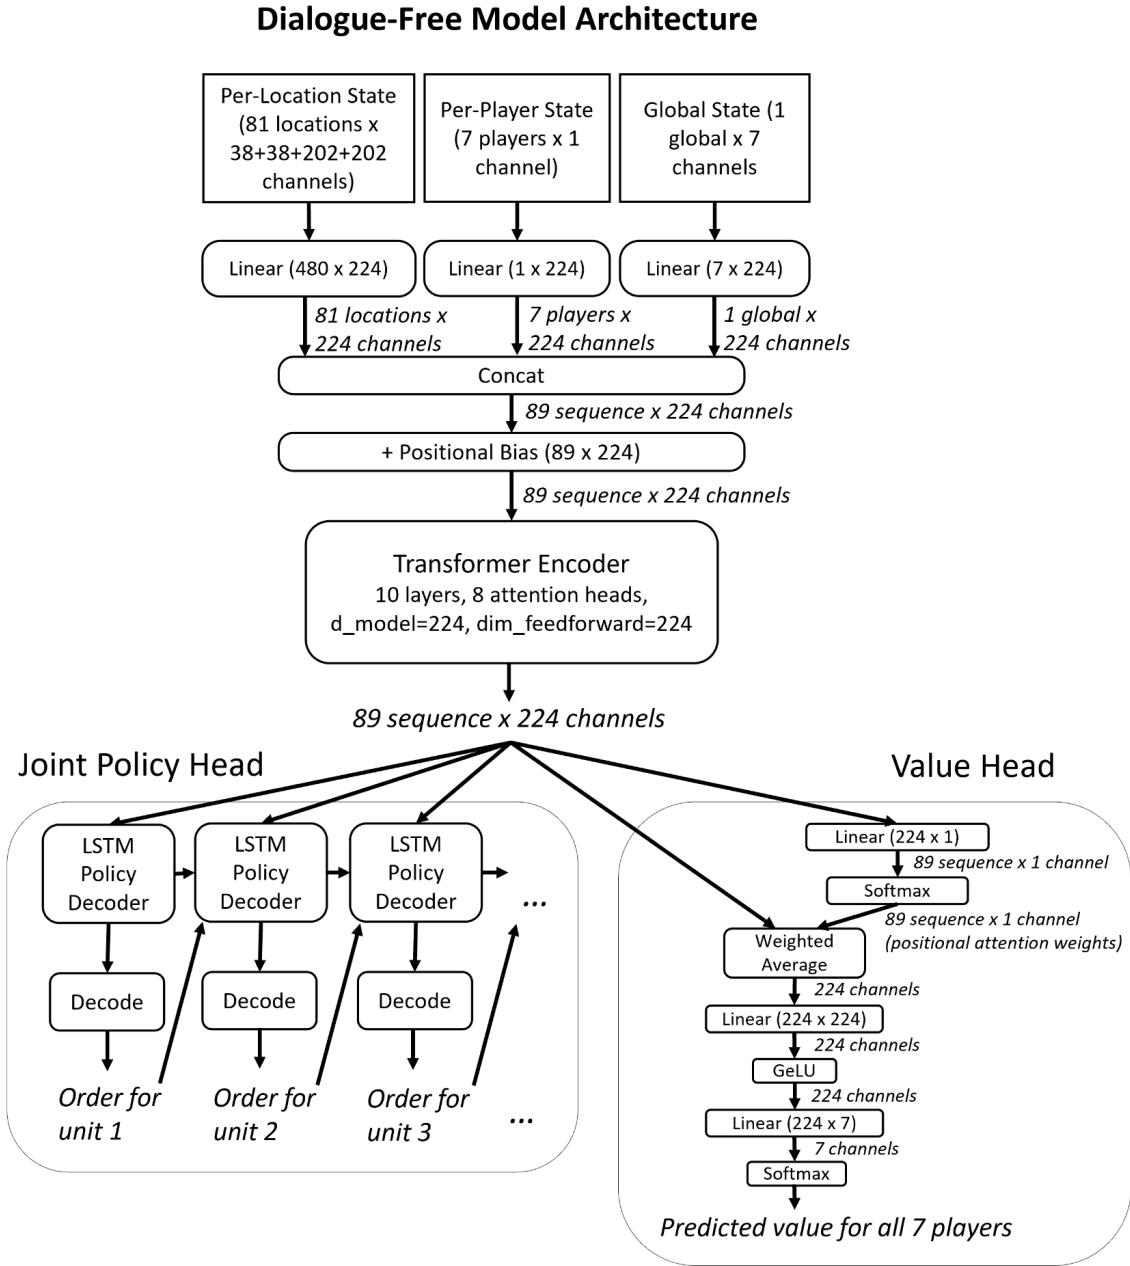 Dialogue-Free Model Architecture
Per-Location State
(81 locations x
38+38+202+202
channels)
Per-Player State
(7 players x 1
channel)
Global State (1
global x 7
channels
Linear (480 x 224)
Linear (1 x 224)
Linear (7 x 224)
81 locations x
224 channels
7 players x
224 channels
1 global x
224 channels
Concat
89 sequence x 224 channels
+ Positional Bias (89 x 224)
89 sequence x 224 channels
Transformer Encoder
10 layers, 8 attention heads,
d_model=224, dim_feedforward=224
89 sequence x 224 channels
Joint Policy Head
LSTM
Policy
Decoder
LSTM
Policy
Decoder
LSTM
Policy
Decoder
...
Decode
Decode
Decode
Order for
unit 1
Order for
unit 2
Order for
unit 3
...
Value Head
Linear (224 x 1)
89 sequence x 1 channel
Softmax
89 sequence x 1 channel
(positional attention weights)
Weighted
Average
224 channels
Linear (224 x 224)
224 channels
GeLU
224 channels
Linear (224 x 7)
7 channels
Softmax
Predicted value for all 7 players